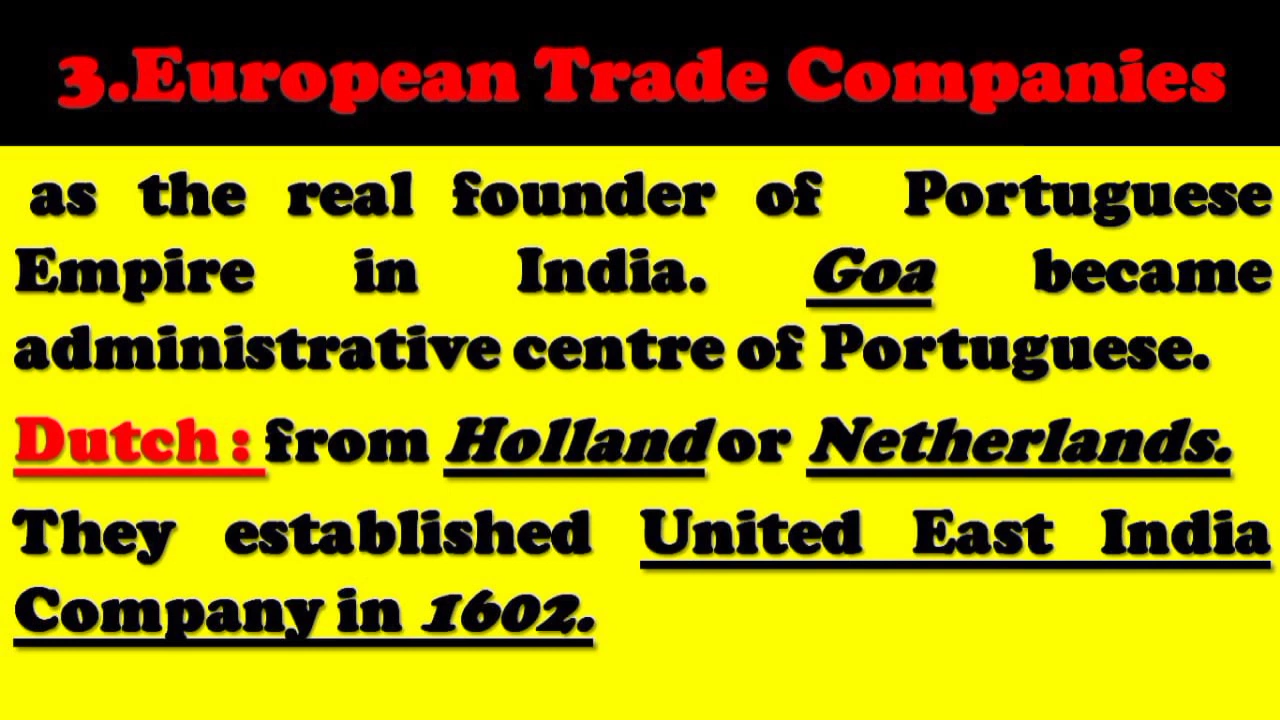 3.European Trade Companies
as the real founder of Portuguese
Empire in India. Goa became
administrative centre of Portuguese.
Dutch : from Holland or Netherlands.
They established United East India
Company in 1602.